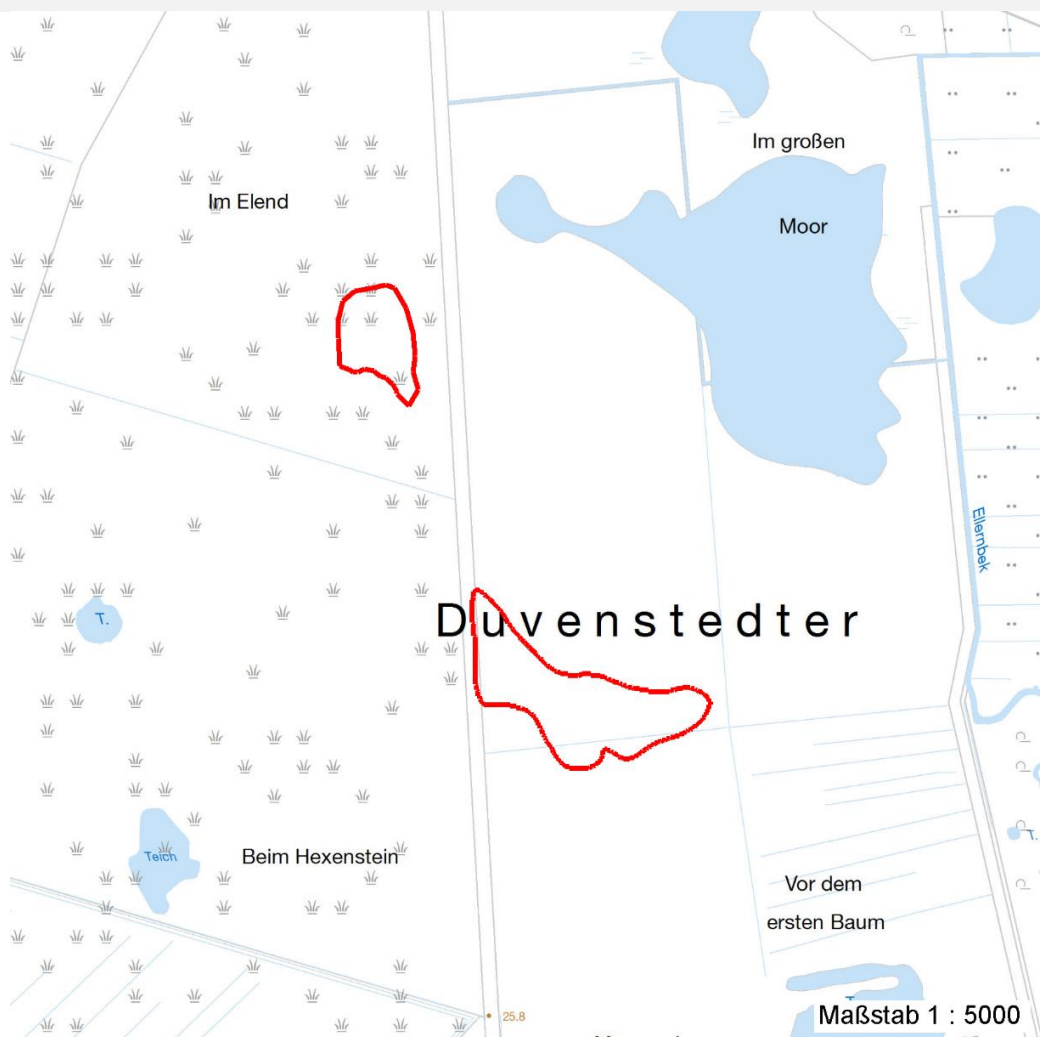 Im großen
Im Elend
Moor
Ellernbek
Duvenstedter
T.
T.
Teich
Beim Hexenstein
Vor dem
ersten Baum
Maßstab 1 : 5000
25.8